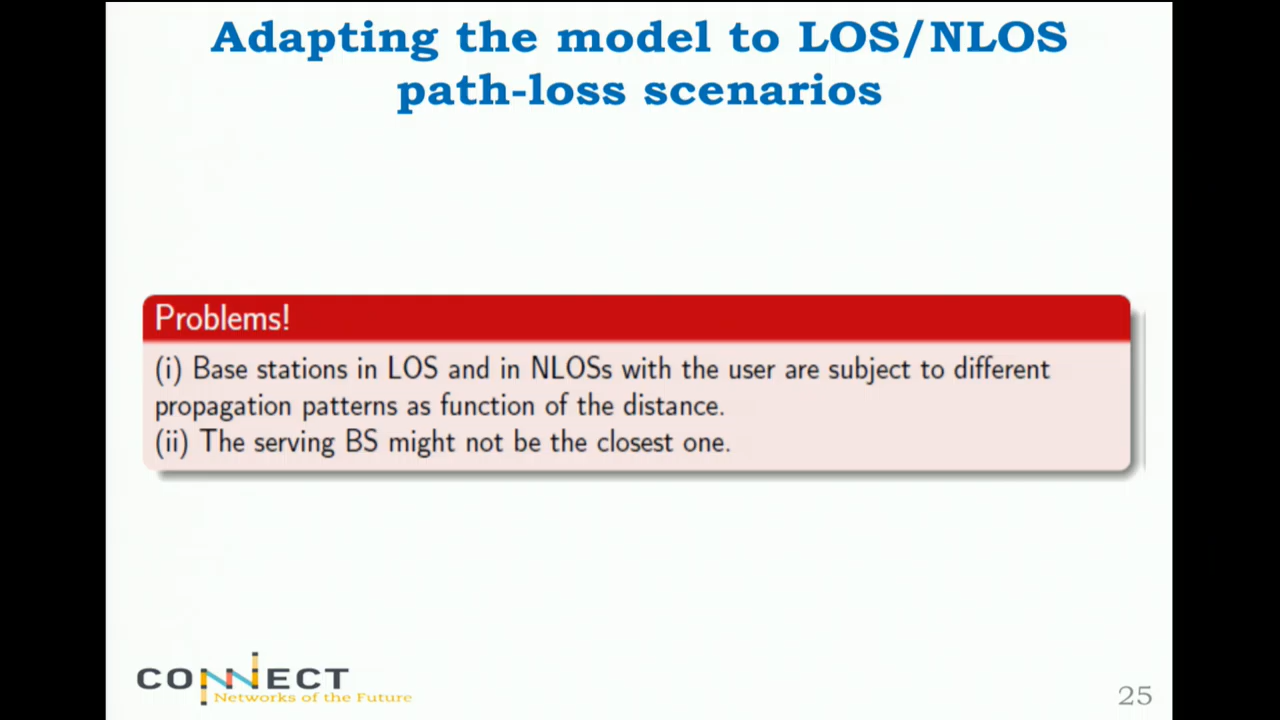 Adapting the model to LOS/NLOS
path-loss scenarios
Problems!
(i) Base stations in LOS and in NLOSs with the user are subject to different
propagation patterns as function of the distance.
(ii) The serving BS might not be the closest one.
CONNECT
Networks of the Future
25